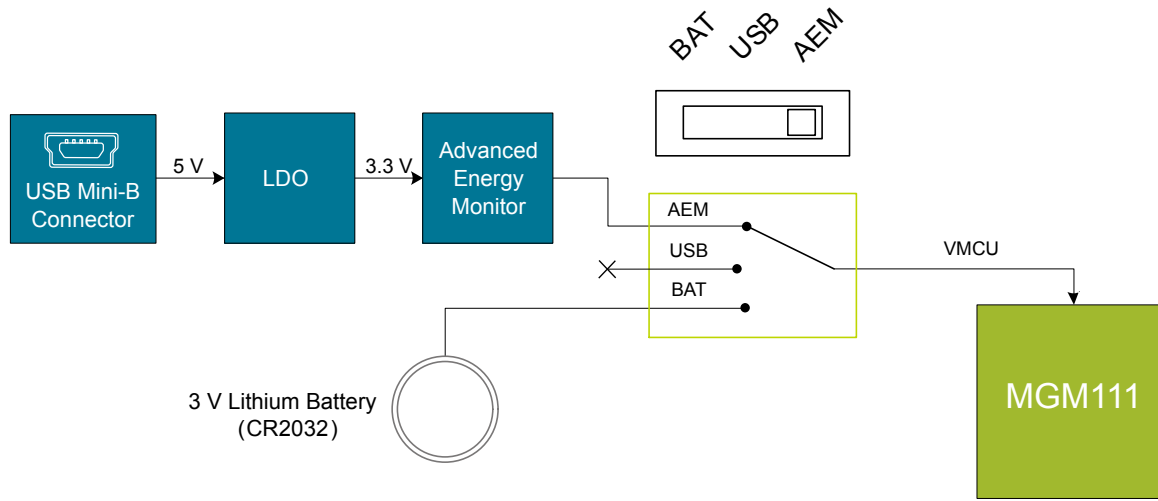 BAT
USB
AEM
USB Mini-B
Connector
5 V
LDO
3.3 V
Advanced
Energy
Monitor
AEM
USB
BAT
VMCU
3 V Lithium Battery
(CR2032)
MGM111